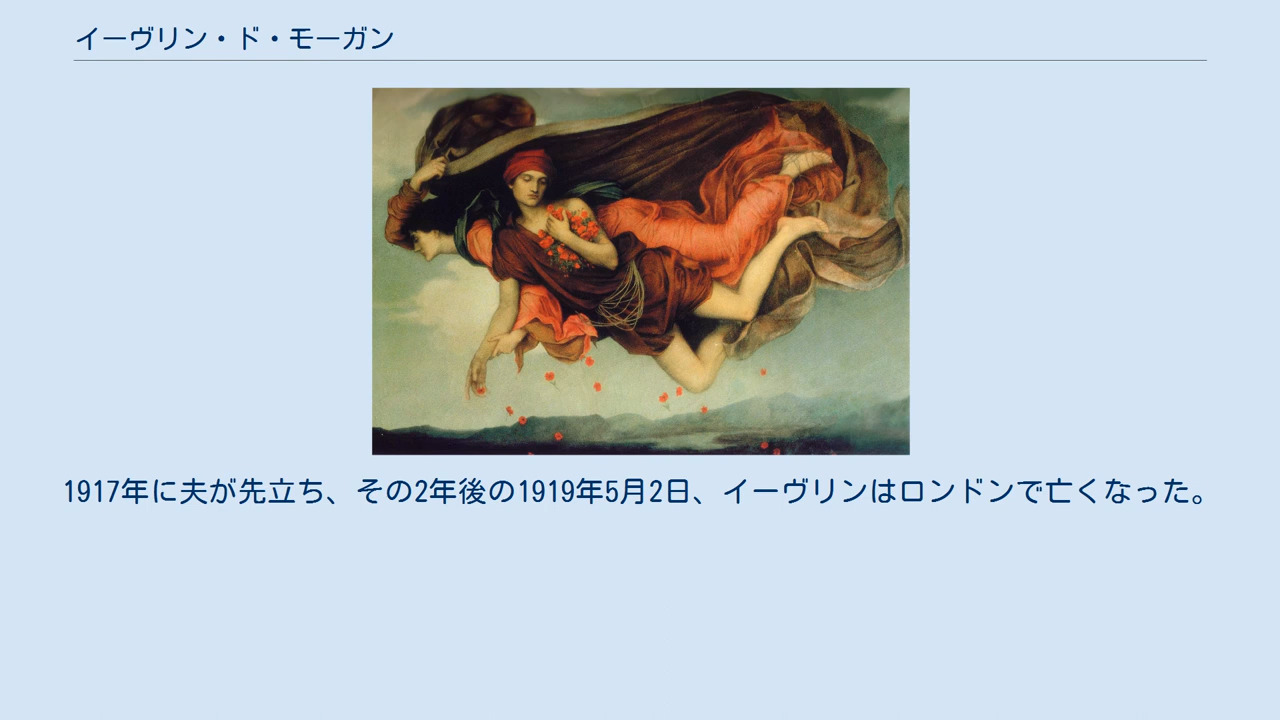 イーヴリン・ド・モーガン
1917年に夫が先立ち、その2年後の1919年5月2日、イーヴリンはロンドンで亡くなった。